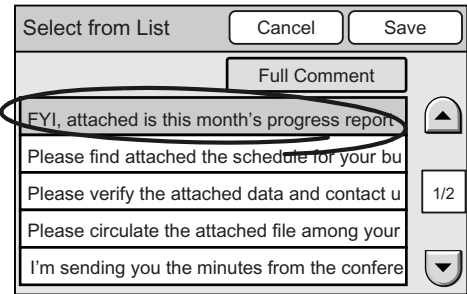 Select from List Cancel Save
Full Comment
FYI, attached is this month's progress report
Please find attached the schedule for your bu
Please verify the attached data and contact u
1/2
Please circulate the attached file among your
I'm sending you the minutes from the confere